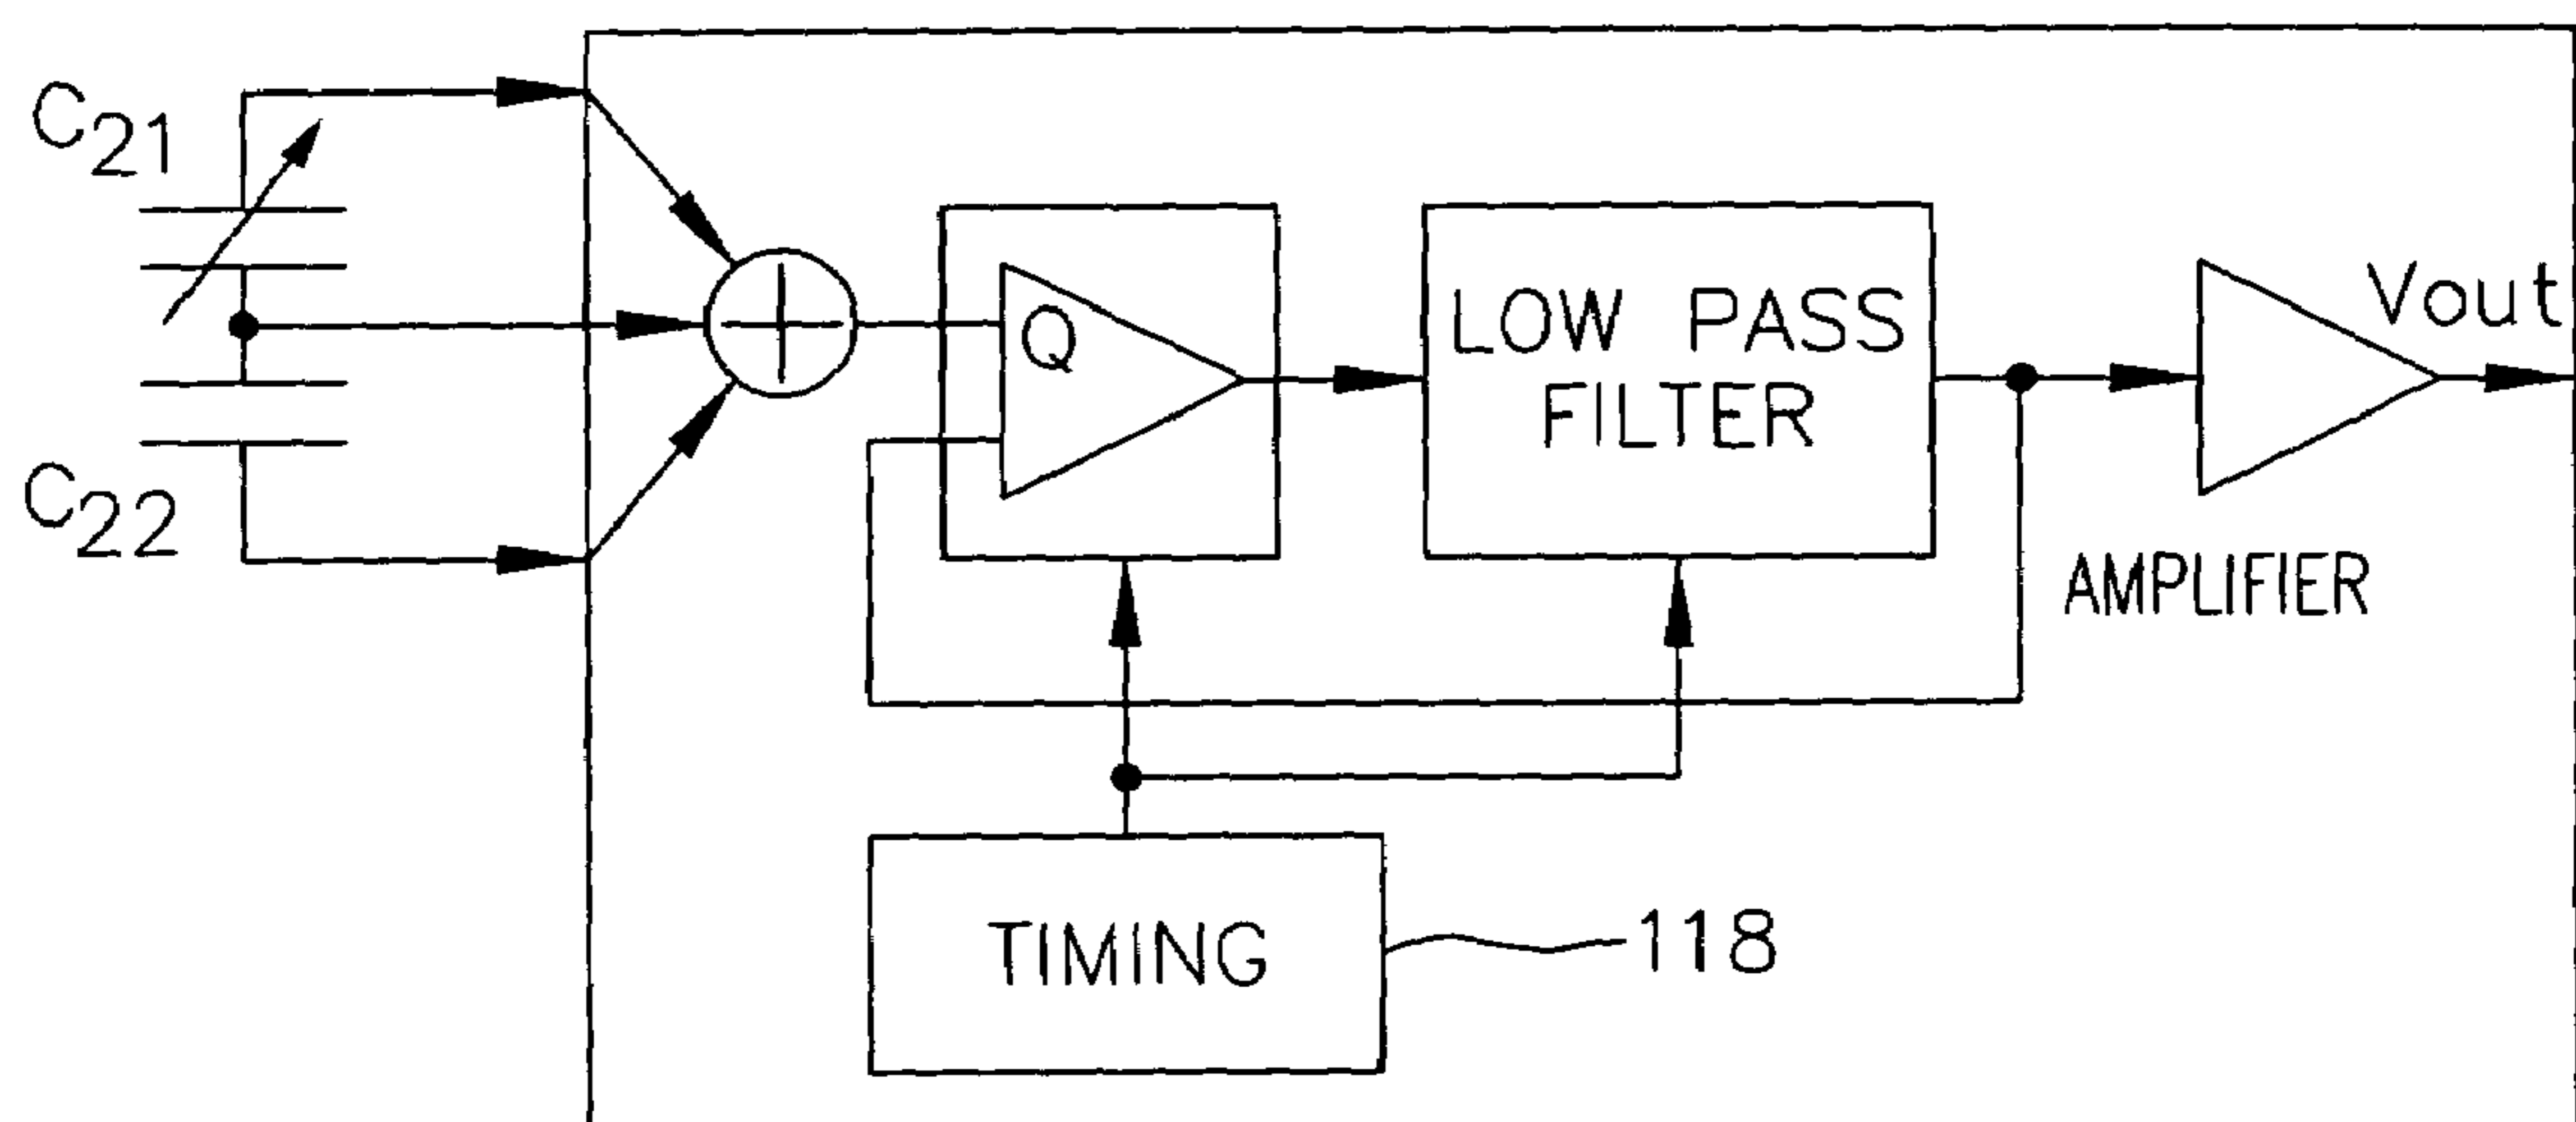 C21
C22
Q
LOW PASS
FILTER
Vout
AMPLIFIER
TIMING
118